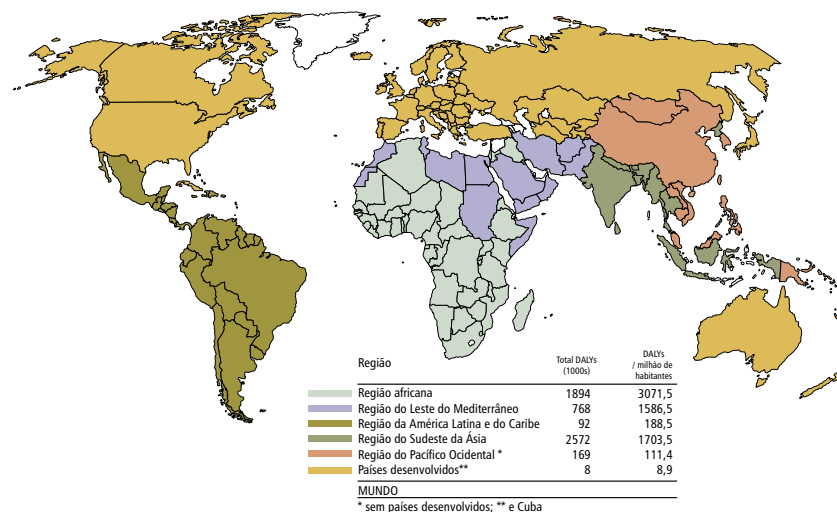 Região Total DALYs (1000s) DALYs / milhão de habitantes
Região africana 1894 3071,5
Região do Leste do Mediterrâneo 768 1586,5
Região da América Latina e do Caribe 92 188,5
Região do Sudeste da Ásia 2572 1703,5
Região do Pacífico Ocidental * 169 111,4
Países desenvolvidos** 8 8,9
MUNDO
* sem países desenvolvidos; ** e Cuba